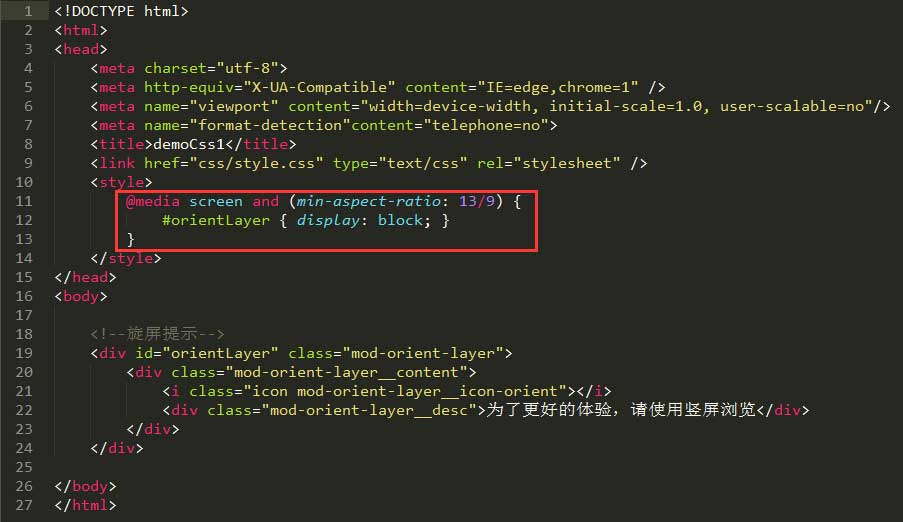 1 <!DOCTYPE html>
2 <html>
3 <head>
4     <meta charset="utf-8">
5     <meta http-equiv="X-UA-Compatible" content="IE=edge,chrome=1" />
6     <meta name="viewport" content="width=device-width, initial-scale=1.0, user-scalable=no"/>
7     <meta name="format-detection"content="telephone=no">
8     <title>demoCss1</title>
9     <link href="css/style.css" type="text/css" rel="stylesheet" />
10     <style>
11         @media screen and (min-aspect-ratio: 13/9) {
12             #orientLayer { display: block; }
13         }
14     </style>
15 </head>
16 <body>
17
18     <!--旋屏提示-->
19     <div id="orientLayer" class="mod-orient-layer">
20         <div class="mod-orient-layer__content">
21             <i class="icon mod-orient-layer__icon-orient"></i>
22             <div class="mod-orient-layer__desc">为了更好的体验，请使用竖屏浏览</div>
23         </div>
24     </div>
25
26 </body>
27 </html>